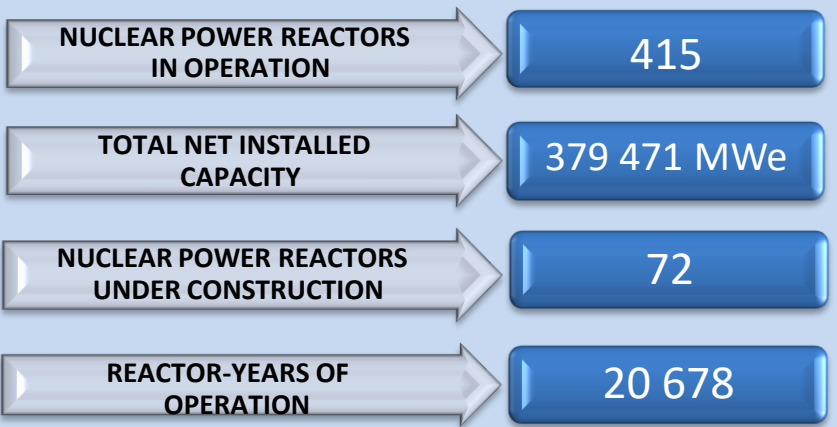 NUCLEAR POWER REACTORS
IN OPERATION
415
TOTAL NET INSTALLED
CAPACITY
379 471 MWe
NUCLEAR POWER REACTORS
UNDER CONSTRUCTION
72
REACTOR-YEARS OF
OPERATION
20 678